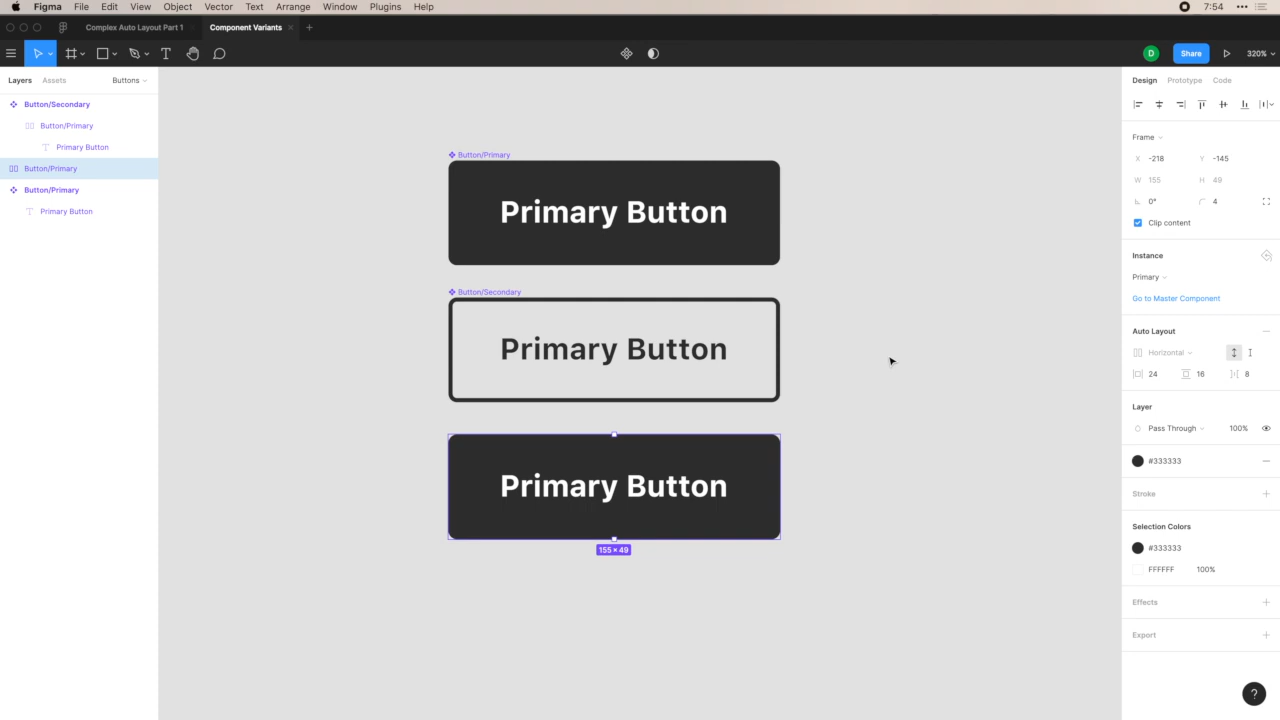 Figma File Edit View Object Vector Text Arrange Window Plugins Help 7:54
Complex Auto Layout Part 1 Component Variants
D Share 320%
Layers Assets Buttons
Button/Secondary
Button/Primary
Primary Button
Button/Primary
Button/Primary
Primary Button
Button/Primary
Primary Button
Button/Secondary
Primary Button
Primary Button
155 × 49
Design Prototype Code
Frame
X -218 Y -145
W 155 H 49
0° 4
Clip content
Instance
Primary
Go to Master Component
Auto Layout
Horizontal
24 16 8
Layer
Pass Through 100%
#333333
Stroke
Selection Colors
#333333
FFFFFF 100%
Effects
Export
?